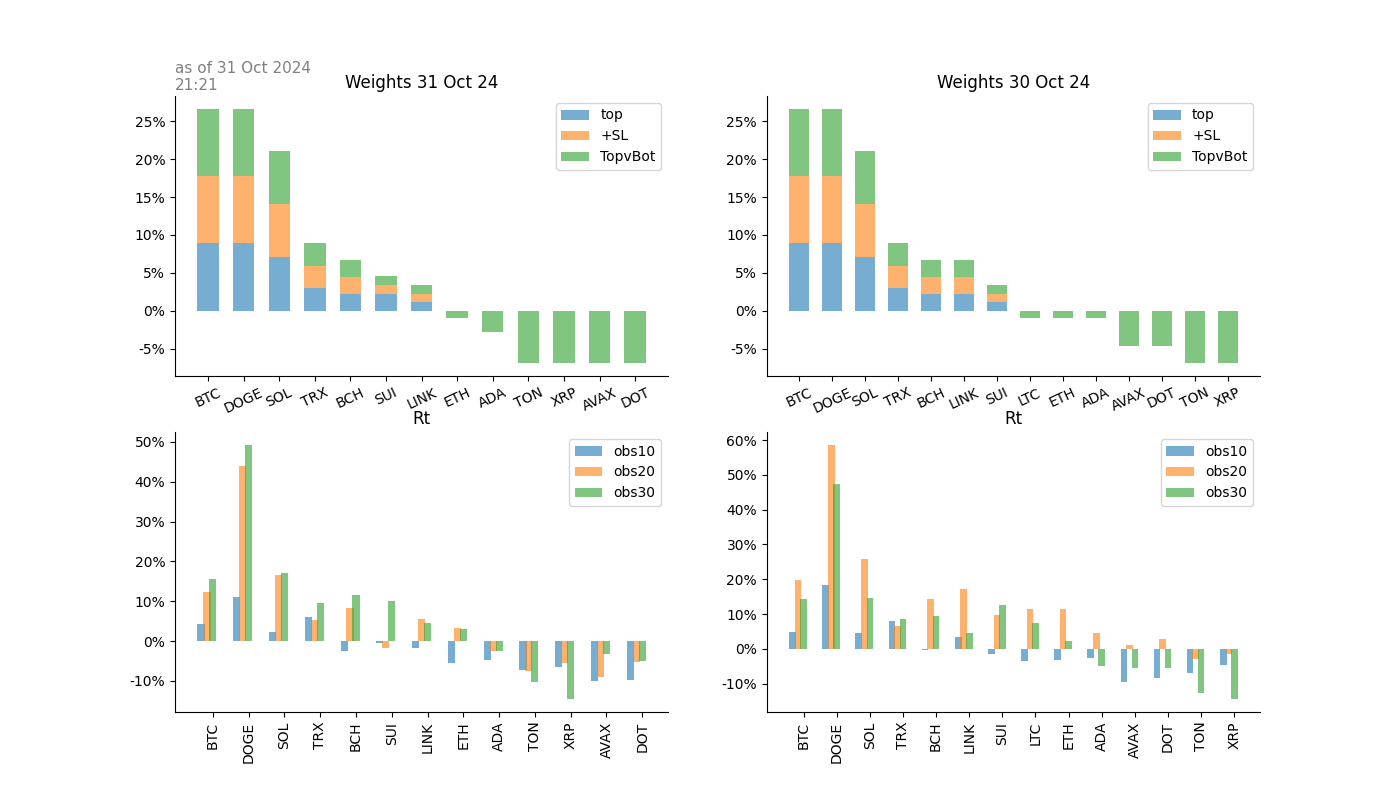 as of 31 Oct 2024
21:21
Weights 31 Oct 24
25%
20%
15%
10%
5%
0%
-5%
top
+SL
TopvBot
BTC DOGE SOL TRX BCH SUI LINK ETH ADA TON XRP AVAX DOT
Weights 30 Oct 24
25%
20%
15%
10%
5%
0%
-5%
top
+SL
TopvBot
BTC DOGE SOL TRX BCH LINK SUI LTC ETH ADA AVAX DOT TON XRP
Rt
50%
40%
30%
20%
10%
0%
-10%
obs10
obs20
obs30
BTC DOGE SOL TRX BCH SUI LINK ETH ADA TON XRP AVAX DOT
Rt
60%
50%
40%
30%
20%
10%
0%
-10%
obs10
obs20
obs30
BTC DOGE SOL TRX BCH LINK SUI LTC ETH ADA AVAX DOT TON XRP